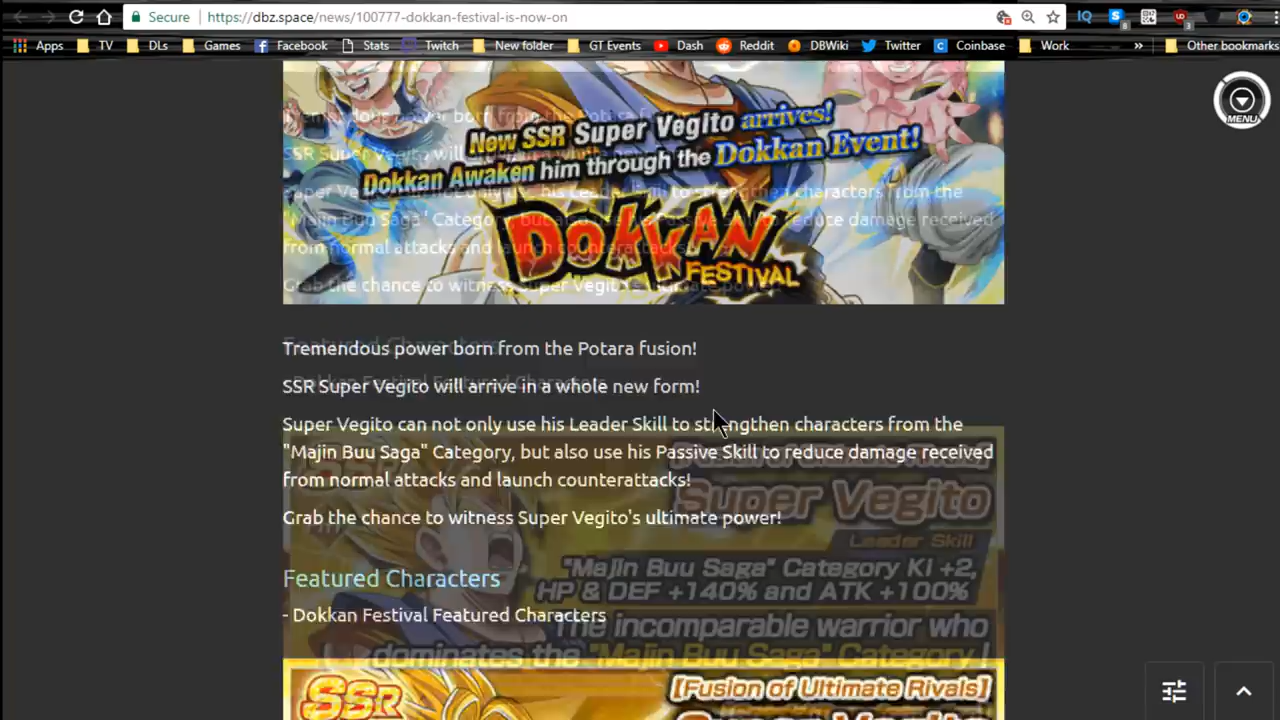 Secure https://dbz.space/news/100777-dokkan-festival-is-now-on
Apps TV DLs Games Facebook Stats Twitch New folder GT Events Dash Reddit DBWiki Twitter Coinbase Work » Other bookmarks
New SSR Super Vegito arrives!
Dokkan Awaken him through the Dokkan Event!
DOKKAN
FESTIVAL
MENU
Tremendous power born from the Potara fusion!
SSR Super Vegito will arrive in a whole new form!
Super Vegito can not only use his Leader Skill to strengthen characters from the
"Majin Buu Saga" Category, but also use his Passive Skill to reduce damage received
from normal attacks and launch counterattacks!
Grab the chance to witness Super Vegito's ultimate power!
Featured Characters
- Dokkan Festival Featured Characters
Super Vegito
Leader Skill
"Majin Buu Saga" Category Ki +2,
HP & DEF +140% and ATK +100%
The incomparable warrior who
dominates the "Majin Buu Saga" Category!
SSR
[Fusion of Ultimate Rivals]